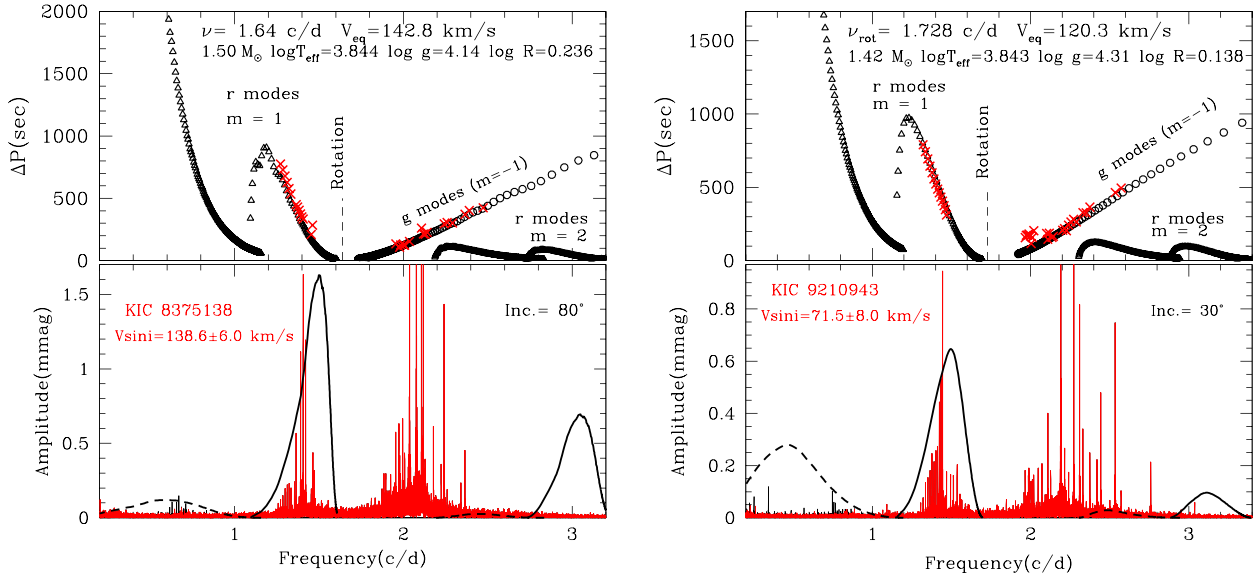 2000
1500
1000
500
0
ΔP(sec)
ν= 1.64 c/d V_eq=142.8 km/s
1.50 M_⊙ logT_eff=3.844 log g=4.14 log R=0.236
r modes
m = 1
Rotation
g modes (m=−1)
r modes
m = 2
1.5
1
0.5
0
Amplitude(mmag)
KIC 8375138
Vsini=138.6±6.0 km/s
Inc.= 80°
1
2
3
Frequency(c/d)
1500
1000
500
0
ΔP(sec)
ν_rot= 1.728 c/d V_eq=120.3 km/s
1.42 M_⊙ logT_eff=3.843 log g=4.31 log R=0.138
r modes
m = 1
Rotation
g modes (m=−1)
r modes
m = 2
0.8
0.6
0.4
0.2
0
Amplitude(mmag)
KIC 9210943
Vsini=71.5±8.0 km/s
Inc.= 30°
1
2
3
Frequency(c/d)